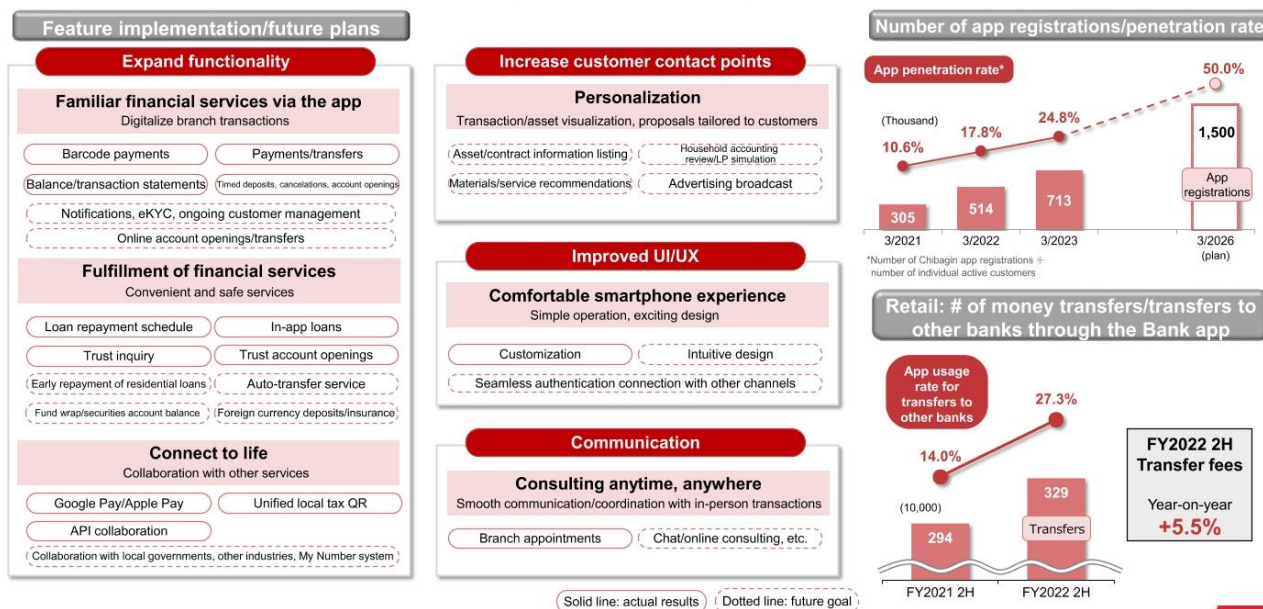 Feature implementation/future plans
Expand functionality
Familiar financial services via the app
Digitalize branch transactions
Barcode payments
Payments/transfers
Balance/transaction statements
Timed deposits, cancelations, account openings
Notifications, eKYC, ongoing customer management
Online account openings/transfers
Fulfillment of financial services
Convenient and safe services
Loan repayment schedule
In-app loans
Trust inquiry
Trust account openings
Early repayment of residential loans
Auto-transfer service
Fund wrap/securities account balance
Foreign currency deposits/insurance
Connect to life
Collaboration with other services
Google Pay/Apple Pay
Unified local tax QR
API collaboration
Collaboration with local governments, other industries, My Number system
Increase customer contact points
Personalization
Transaction/asset visualization, proposals tailored to customers
Asset/contract information listing
Household accounting
review/LP simulation
Materials/service recommendations
Advertising broadcast
Improved UI/UX
Comfortable smartphone experience
Simple operation, exciting design
Customization
Intuitive design
Seamless authentication connection with other channels
Communication
Consulting anytime, anywhere
Smooth communication/coordination with in-person transactions
Branch appointments
Chat/online consulting, etc.
Solid line: actual results
Dotted line: future goal
Number of app registrations/penetration rate
App penetration rate*
(Thousand)
10.6%
17.8%
24.8%
50.0%
305
514
713
1,500
App
registrations
3/2021
3/2022
3/2023
3/2026
(plan)
*Number of Chibagin app registrations ÷
number of individual active customers
Retail: # of money transfers/transfers to
other banks through the Bank app
App usage
rate for
transfers to
other banks
14.0%
27.3%
(10,000)
294
329
Transfers
FY2021 2H
FY2022 2H
FY2022 2H
Transfer fees
Year-on-year
+5.5%